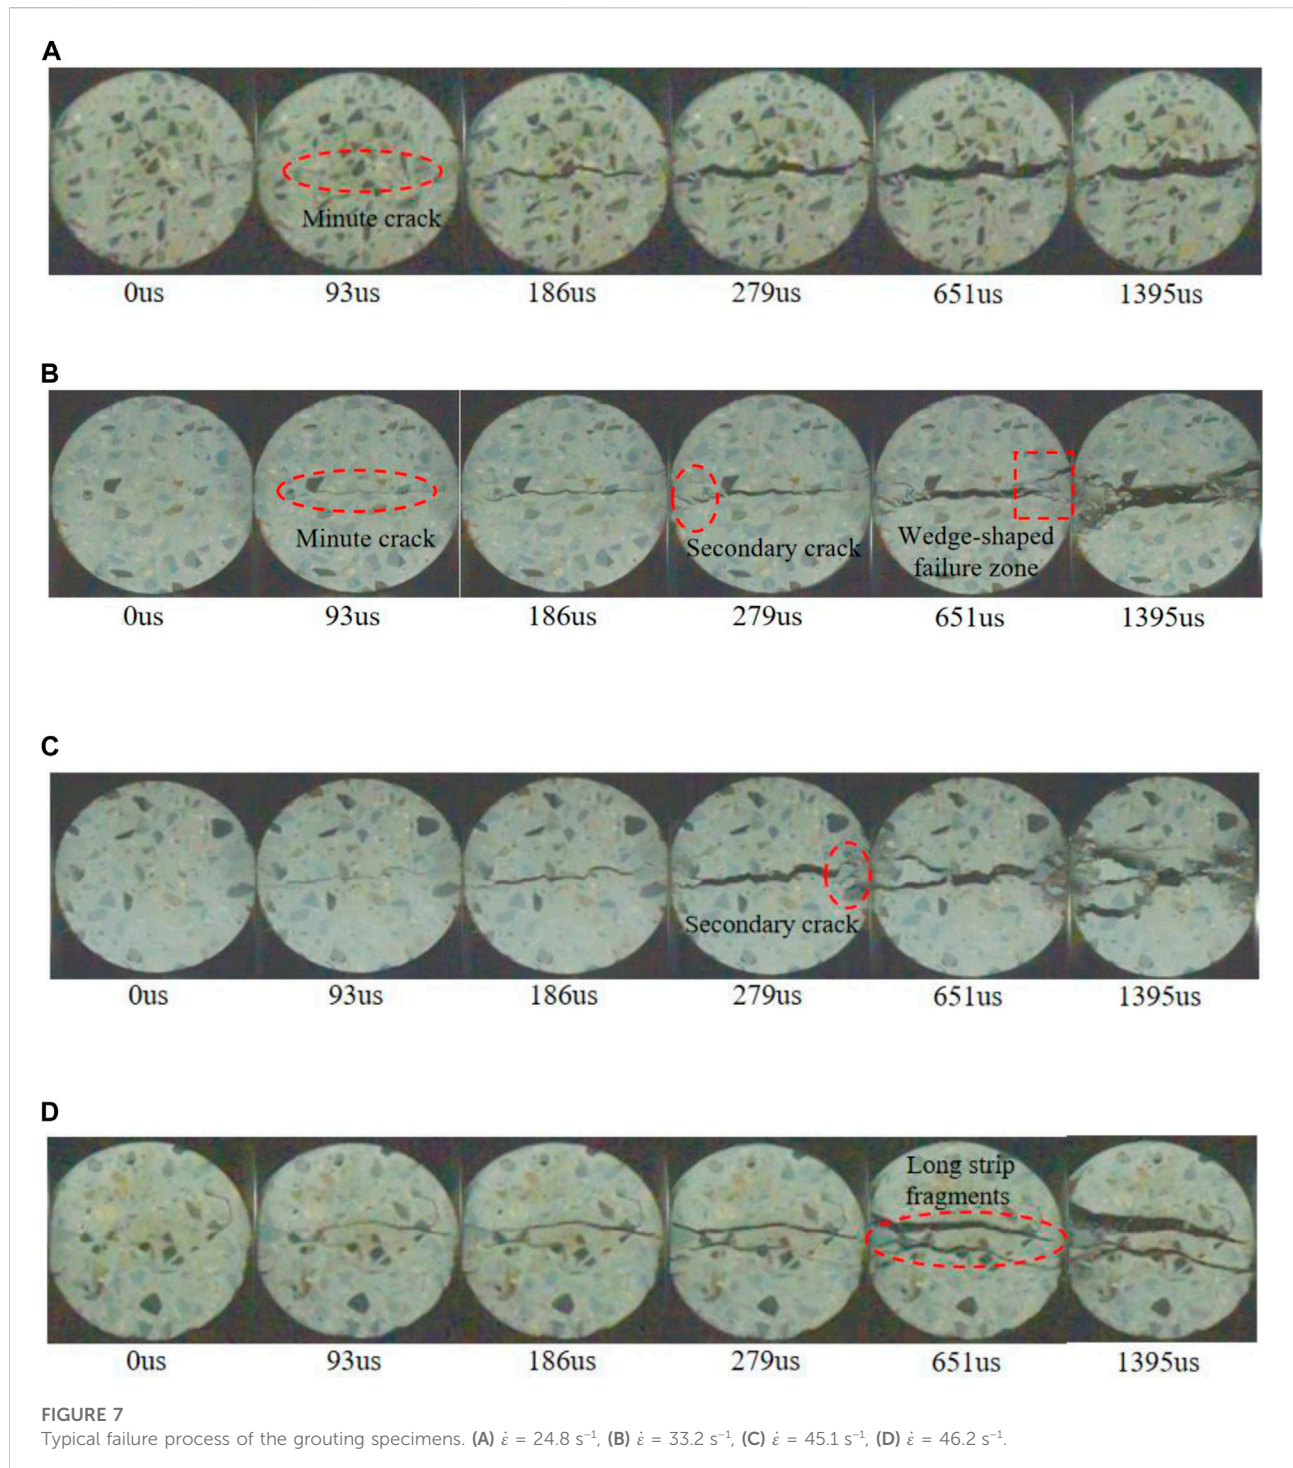 A
Minute crack
0us 93us 186us 279us 651us 1395us
B
Minute crack
Secondary crack
Wedge-shaped
failure zone
0us 93us 186us 279us 651us 1395us
C
Secondary crack
0us 93us 186us 279us 651us 1395us
D
Long strip
fragments
0us 93us 186us 279us 651us 1395us
FIGURE 7
Typical failure process of the grouting specimens. (A) ε̇ = 24.8 s⁻¹, (B) ε̇ = 33.2 s⁻¹, (C) ε̇ = 45.1 s⁻¹, (D) ε̇ = 46.2 s⁻¹.